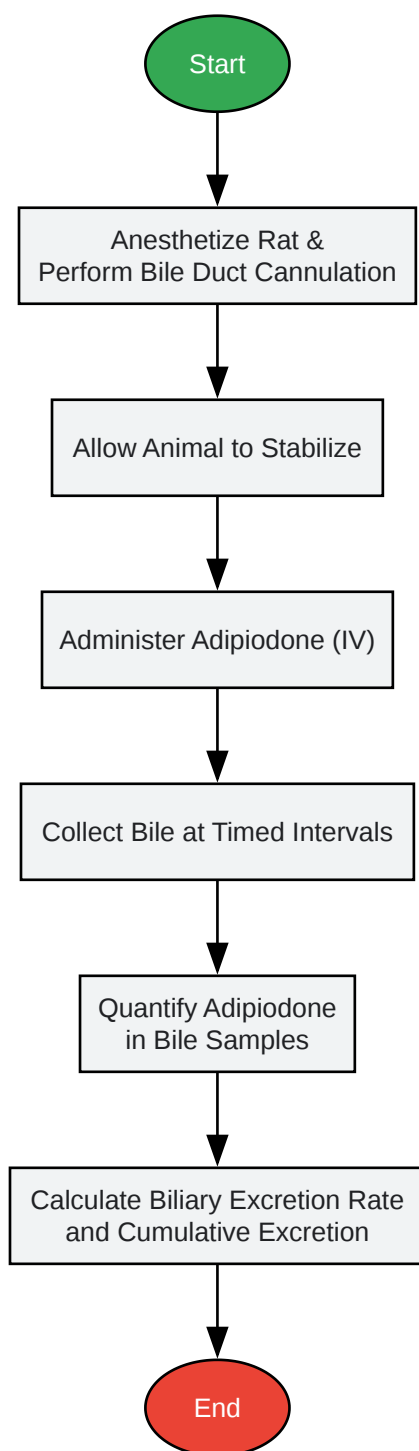 Start
Anesthetize Rat &
Perform Bile Duct Cannulation
Allow Animal to Stabilize
Administer Adipiodone (IV)
Collect Bile at Timed Intervals
Quantify Adipiodone
in Bile Samples
Calculate Biliary Excretion Rate
and Cumulative Excretion
End